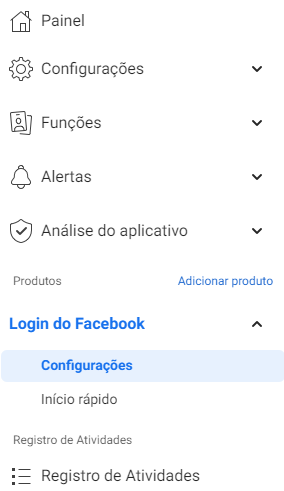 Painel
Configurações
Funções
Alertas
Análise do aplicativo
Produtos Adicionar produto
Login do Facebook
Configurações
Início rápido
Registro de Atividades
Registro de Atividades